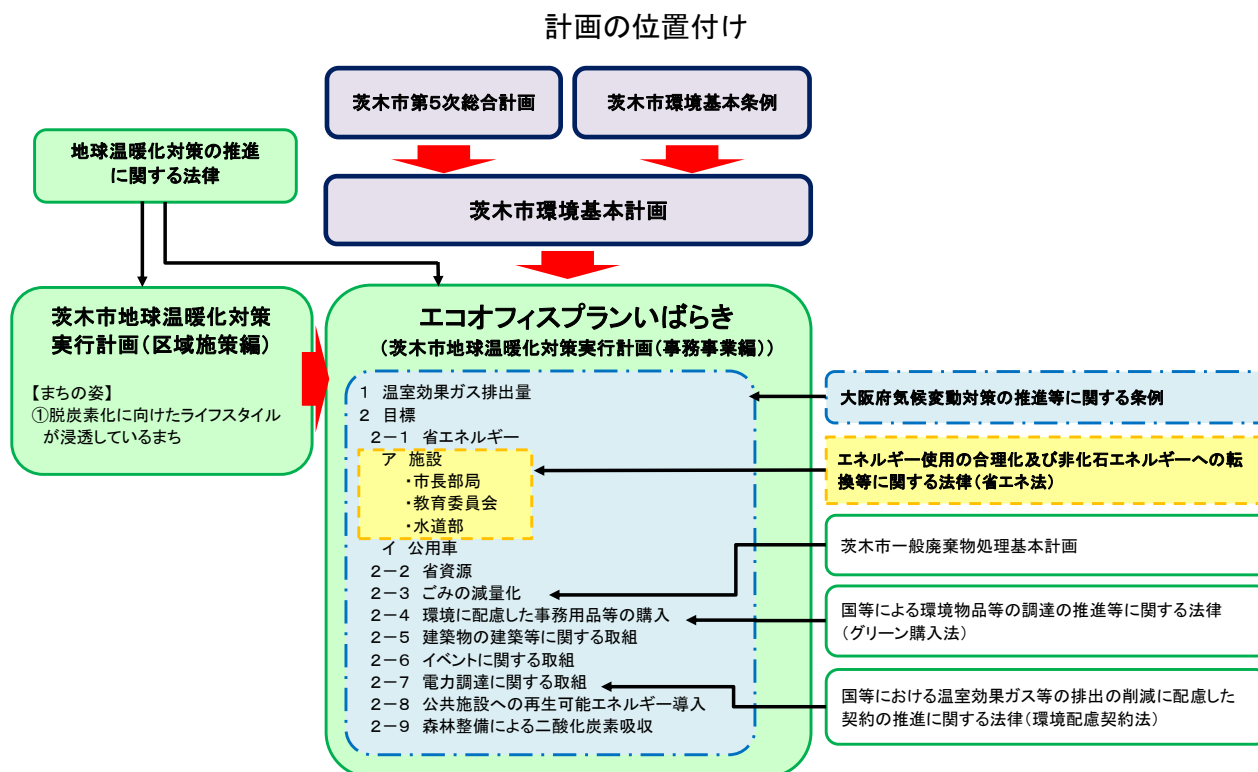 計画の位置付け
茨木市第5次総合計画
茨木市環境基本条例
地球温暖化対策の推進
に関する法律
茨木市環境基本計画
茨木市地球温暖化対策
実行計画(区域施策編)
【まちの姿】
①脱炭素化に向けたライフスタイル
が浸透しているまち
エコオフィスプランいばらき
(茨木市地球温暖化対策実行計画(事務事業編))
1 温室効果ガス排出量
2 目標
2-1 省エネルギー
ア 施設
・市長部局
・教育委員会
・水道部
イ 公用車
2-2 省資源
2-3 ごみの減量化
2-4 環境に配慮した事務用品等の購入
2-5 建築物の建築等に関する取組
2-6 イベントに関する取組
2-7 電力調達に関する取組
2-8 公共施設への再生可能エネルギー導入
2-9 森林整備による二酸化炭素吸収
大阪府気候変動対策の推進等に関する条例
エネルギー使用の合理化及び非化石エネルギーへの転
換等に関する法律(省エネ法)
茨木市一般廃棄物処理基本計画
国等による環境物品等の調達の推進等に関する法律
(グリーン購入法)
国等における温室効果ガス等の排出の削減に配慮した
契約の推進に関する法律(環境配慮契約法)